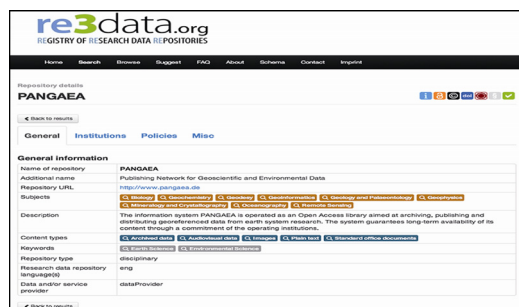 re3data.org
REGISTRY OF RESEARCH DATA REPOSITORIES
Home Search Browse Suggest FAQ About Schema Contact Imprint
Repository details
PANGAEA
Back to results
General Institutions Policies Misc
General information
Name of repository PANGAEA
Additional name Publishing Network for Geoscientific and Environmental Data
Repository URL http://www.pangaea.de
Subjects Biology Geochemistry Geodesy Geoinformatics Geology and Palaeontology Geophysics
Mineralogy and Crystallography Oceanography Remote Sensing
Description The information system PANGAEA is operated as an Open Access library aimed at archiving, publishing and
distributing georeferenced data from earth system research. The system guarantees long-term availability of its
content through a commitment of the operating institutions.
Content types Archived data Audiovisual data Images Plain text Standard office documents
Keywords Earth Science Environmental Science
Repository type disciplinary
Research data repository eng
language(s)
Data and/or service dataProvider
provider
Back to results